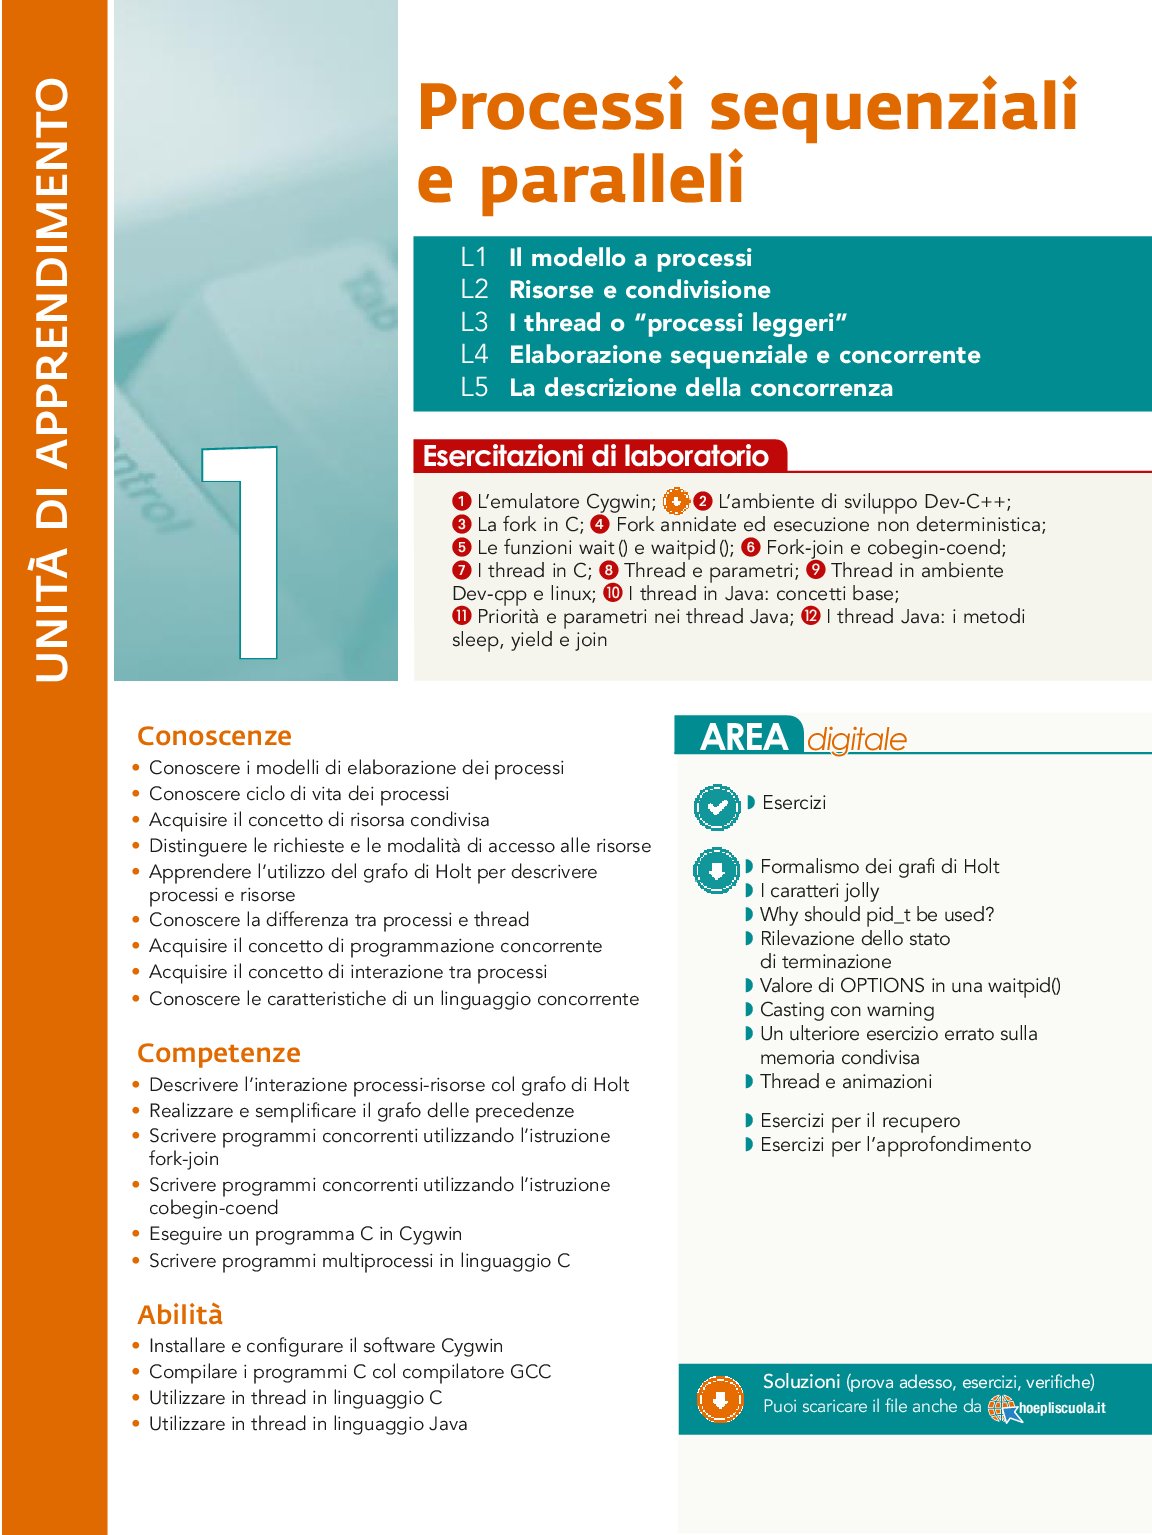 UNITÀ DI APPRENDIMENTO
1
Tab
control
Processi sequenziali
e paralleli
L1 Il modello a processi
L2 Risorse e condivisione
L3 I thread o “processi leggeri”
L4 Elaborazione sequenziale e concorrente
L5 La descrizione della concorrenza
Esercitazioni di laboratorio
1 L’emulatore Cygwin; 2 L’ambiente di sviluppo Dev-C++;
3 La fork in C; 4 Fork annidate ed esecuzione non deterministica;
5 Le funzioni wait() e waitpid(); 6 Fork-join e cobegin-coend;
7 I thread in C; 8 Thread e parametri; 9 Thread in ambiente
Dev-cpp e linux; 10 I thread in Java: concetti base;
11 Priorità e parametri nei thread Java; 12 I thread Java: i metodi
sleep, yield e join
Conoscenze
• Conoscere i modelli di elaborazione dei processi
• Conoscere ciclo di vita dei processi
• Acquisire il concetto di risorsa condivisa
• Distinguere le richieste e le modalità di accesso alle risorse
• Apprendere l’utilizzo del grafo di Holt per descrivere
processi e risorse
• Conoscere la differenza tra processi e thread
• Acquisire il concetto di programmazione concorrente
• Acquisire il concetto di interazione tra processi
• Conoscere le caratteristiche di un linguaggio concorrente
Competenze
• Descrivere l’interazione processi-risorse col grafo di Holt
• Realizzare e semplificare il grafo delle precedenze
• Scrivere programmi concorrenti utilizzando l’istruzione
fork-join
• Scrivere programmi concorrenti utilizzando l’istruzione
cobegin-coend
• Eseguire un programma C in Cygwin
• Scrivere programmi multiprocessi in linguaggio C
Abilità
• Installare e configurare il software Cygwin
• Compilare i programmi C col compilatore GCC
• Utilizzare in thread in linguaggio C
• Utilizzare in thread in linguaggio Java
AREA digitale
Esercizi
Formalismo dei grafi di Holt
I caratteri jolly
Why should pid_t be used?
Rilevazione dello stato
di terminazione
Valore di OPTIONS in una waitpid()
Casting con warning
Un ulteriore esercizio errato sulla
memoria condivisa
Thread e animazioni
Esercizi per il recupero
Esercizi per l’approfondimento
Soluzioni (prova adesso, esercizi, verifiche)
Puoi scaricare il file anche da hoepliscuola.it